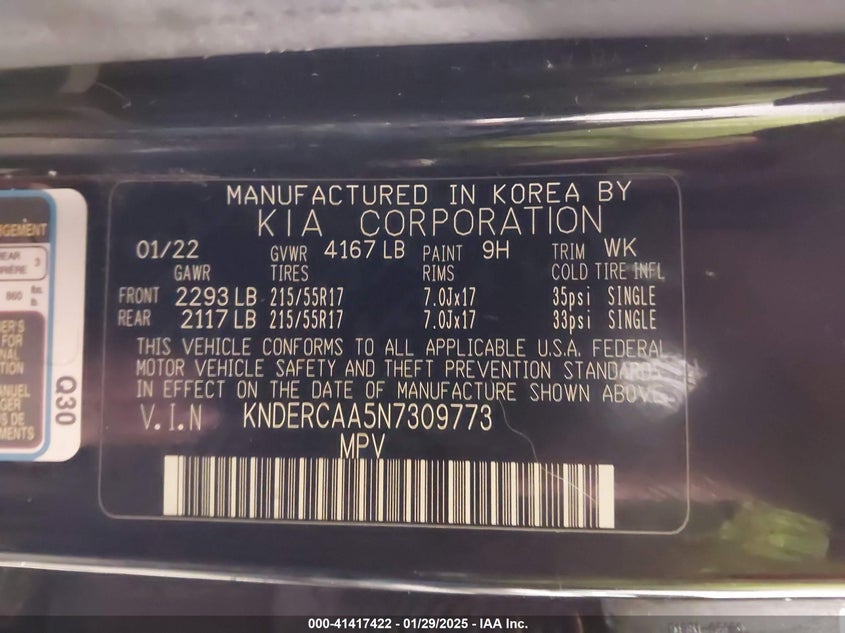 MANUFACTURED IN KOREA BY
KIA CORPORATION
01/22 GVWR 4167 LB PAINT 9H TRIM WK
GAWR TIRES RIMS COLD TIRE INFL
FRONT 2293 LB 215/55R17 7.0Jx17 35psi SINGLE
REAR 2117 LB 215/55R17 7.0Jx17 33psi SINGLE
THIS VEHICLE CONFORMS TO ALL APPLICABLE U.S.A. FEDERAL
MOTOR VEHICLE SAFETY AND THEFT PREVENTION STANDARDS
IN EFFECT ON THE DATE OF MANUFACTURE SHOWN ABOVE.
V.I.N KNDERCAA5N7309773
MPV
3
860
Q30
000-41417422 - 01/29/2025 - IAA Inc.